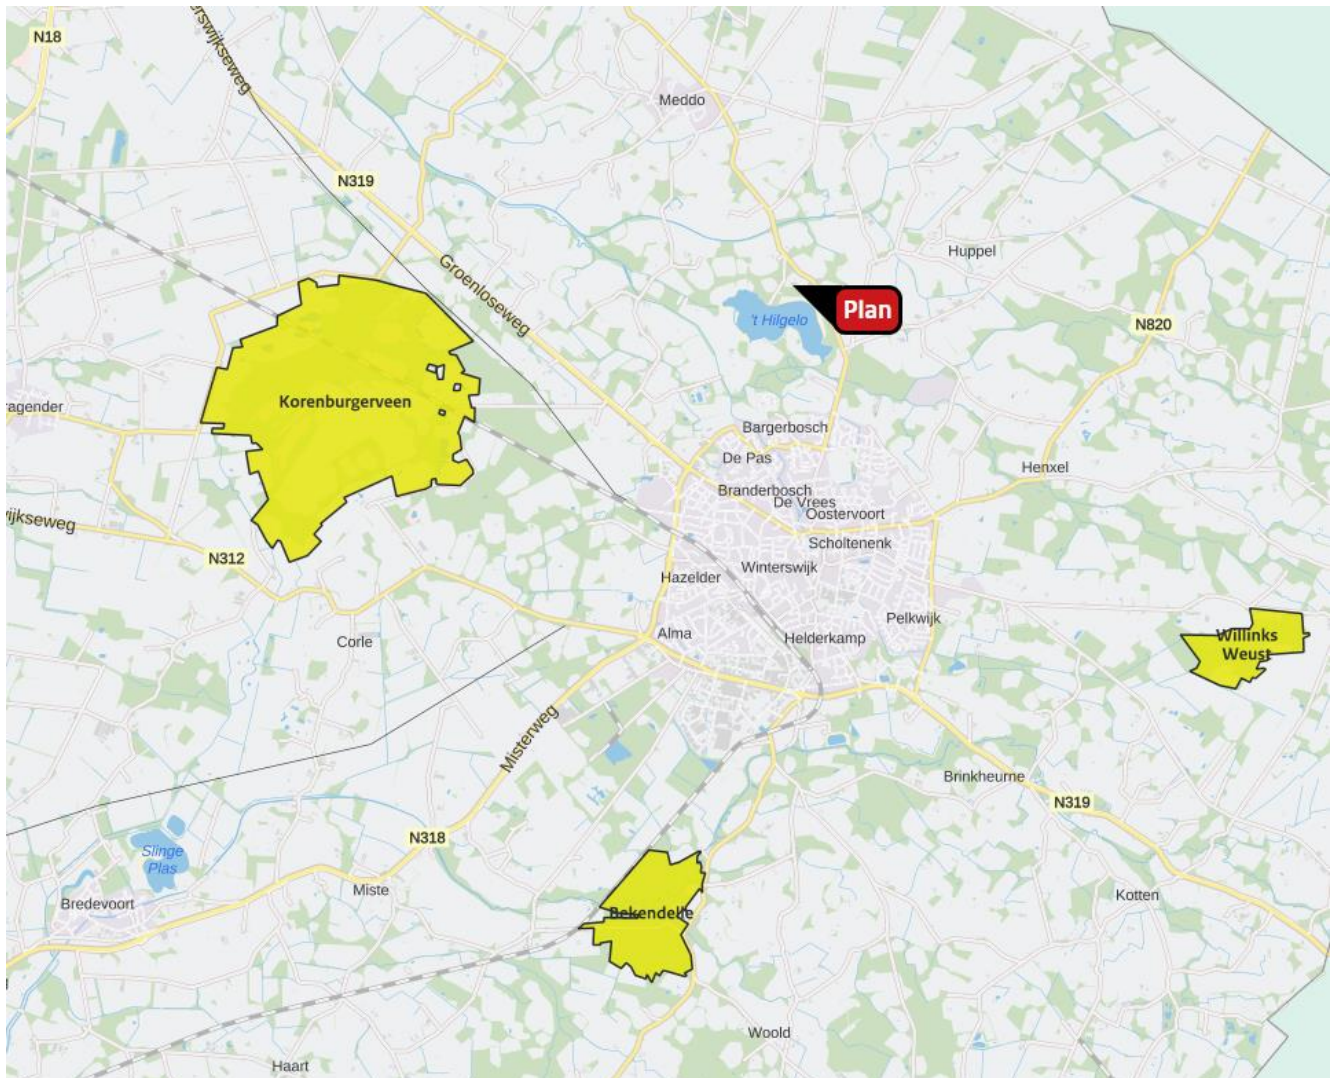 erswijkseweg
N18
Meddo
N319
Huppel
Groenloseweg
Plan
't Hilgelo
N820
Korenburgerveen
ragender
Bargerbosch
De Pas
Henxel
Branderbosch
De Vrees
Oostervoort
ijkseweg
Scholtenenk
N312
Winterswijk
Hazelder
Pelkwijk
Alma
Helderkamp
Corle
Willinks
Weust
Misterweg
Brinkheurne
N319
N318
Slinge
Plas
Miste
Kotten
Bredevoort
Bekendelle
Woold
Haart